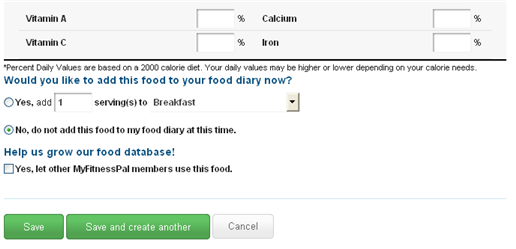 Vitamin A % Calcium %
Vitamin C % Iron %
*Percent Daily Values are based on a 2000 calorie diet. Your daily values may be higher or lower depending on your calorie needs.
Would you like to add this food to your food diary now?
Yes, add 1 serving(s) to Breakfast
No, do not add this food to my food diary at this time.
Help us grow our food database!
Yes, let other MyFitnessPal members use this food.
Save Save and create another Cancel